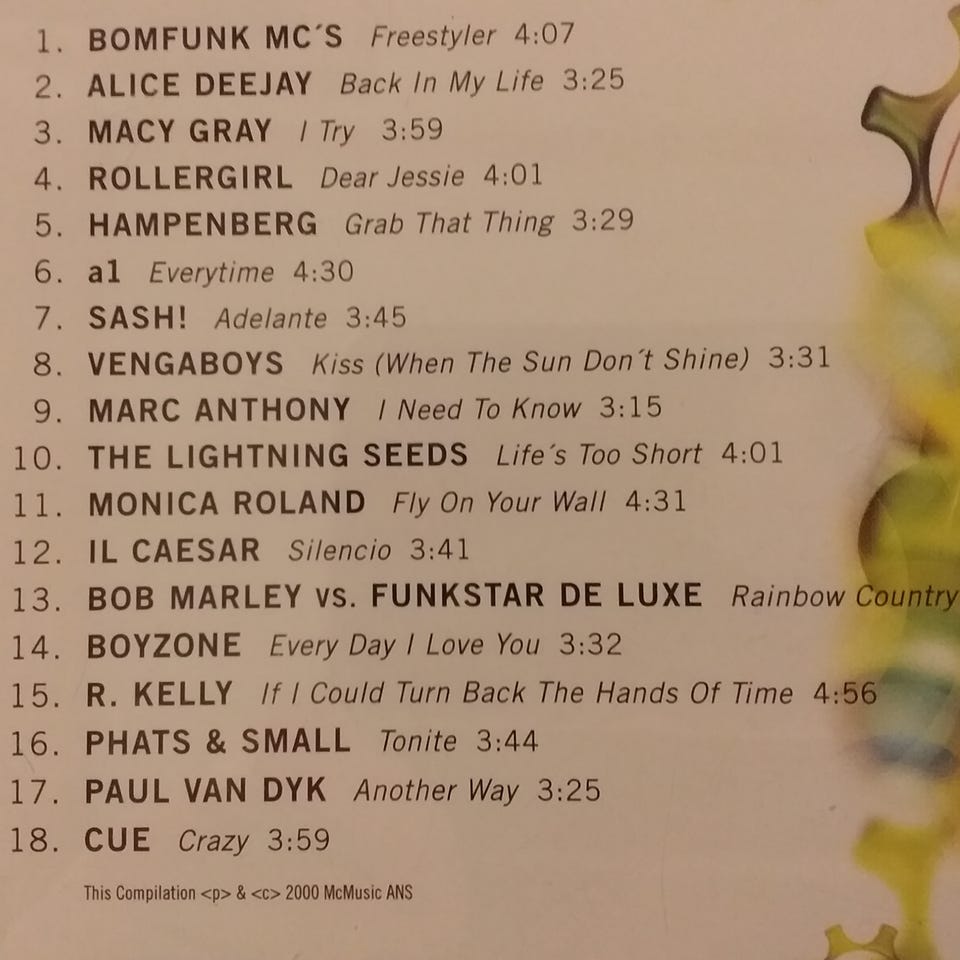 1. BOMFUNK MC´S Freestyler 4:07
2. ALICE DEEJAY Back In My Life 3:25
3. MACY GRAY I Try 3:59
4. ROLLERGIRL Dear Jessie 4:01
5. HAMPENBERG Grab That Thing 3:29
6. a1 Everytime 4:30
7. SASH! Adelante 3:45
8. VENGABOYS Kiss (When The Sun Don´t Shine) 3:31
9. MARC ANTHONY I Need To Know 3:15
10. THE LIGHTNING SEEDS Life´s Too Short 4:01
11. MONICA ROLAND Fly On Your Wall 4:31
12. IL CAESAR Silencio 3:41
13. BOB MARLEY VS. FUNKSTAR DE LUXE Rainbow Country
14. BOYZONE Every Day I Love You 3:32
15. R. KELLY If I Could Turn Back The Hands Of Time 4:56
16. PHATS & SMALL Tonite 3:44
17. PAUL VAN DYK Another Way 3:25
18. CUE Crazy 3:59
This Compilation <p> & <c> 2000 McMusic ANS